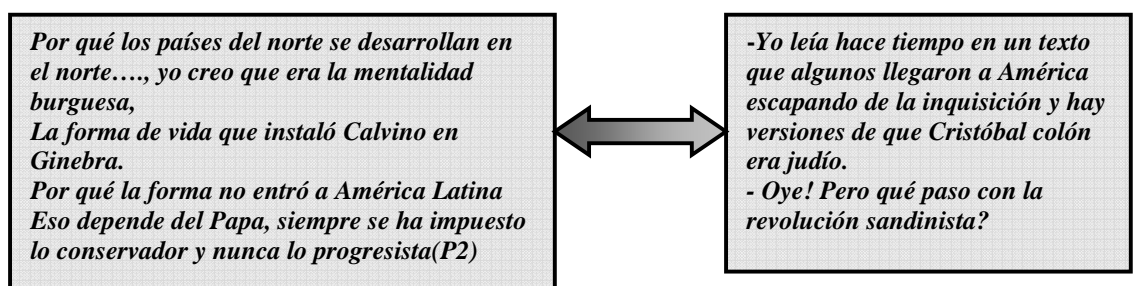 Por qué los países del norte se desarrollan en
el norte…., yo creo que era la mentalidad
burguesa,
La forma de vida que instaló Calvino en
Ginebra.
Por qué la forma no entró a América Latina
Eso depende del Papa, siempre se ha impuesto
lo conservador y nunca lo progresista(P2)
-Yo leía hace tiempo en un texto
que algunos llegaron a América
escapando de la inquisición y hay
versiones de que Cristóbal colón
era judío.
- Oye! Pero qué paso con la
revolución sandinista?